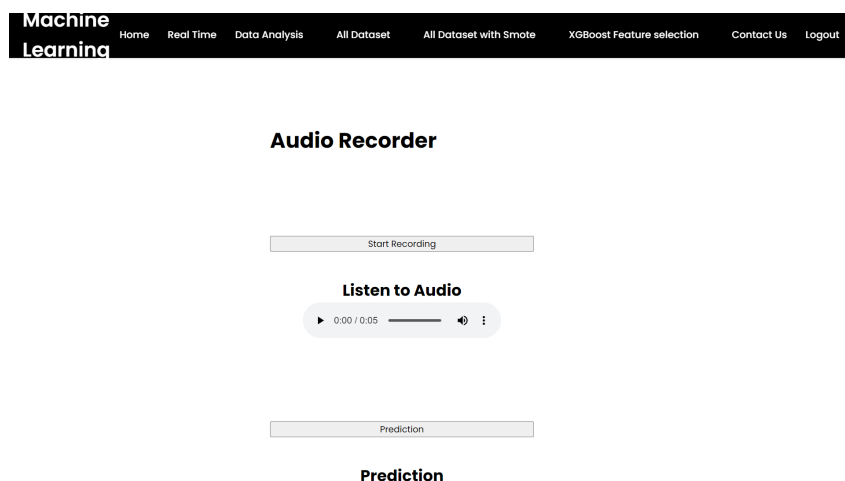 Machine Learning
Home Real Time Data Analysis All Dataset All Dataset with Smote XGBoost Feature selection Contact Us Logout
Audio Recorder
Start Recording
Listen to Audio
0:00 / 0:05
Prediction
Prediction